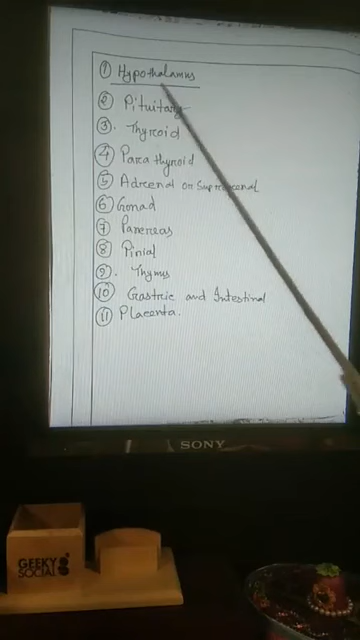 ① Hypothalamus
② Pituitary
③. Thyroid
④ Para thyroid
⑤ Adrenal or Suprarenal
⑥ Gonad
⑦ Pancreas
⑧ Pinial
⑨. Thymus
⑩ Gastric and Intestinal
⑪ Placenta.
SONY
GEEKY
SOCIAL